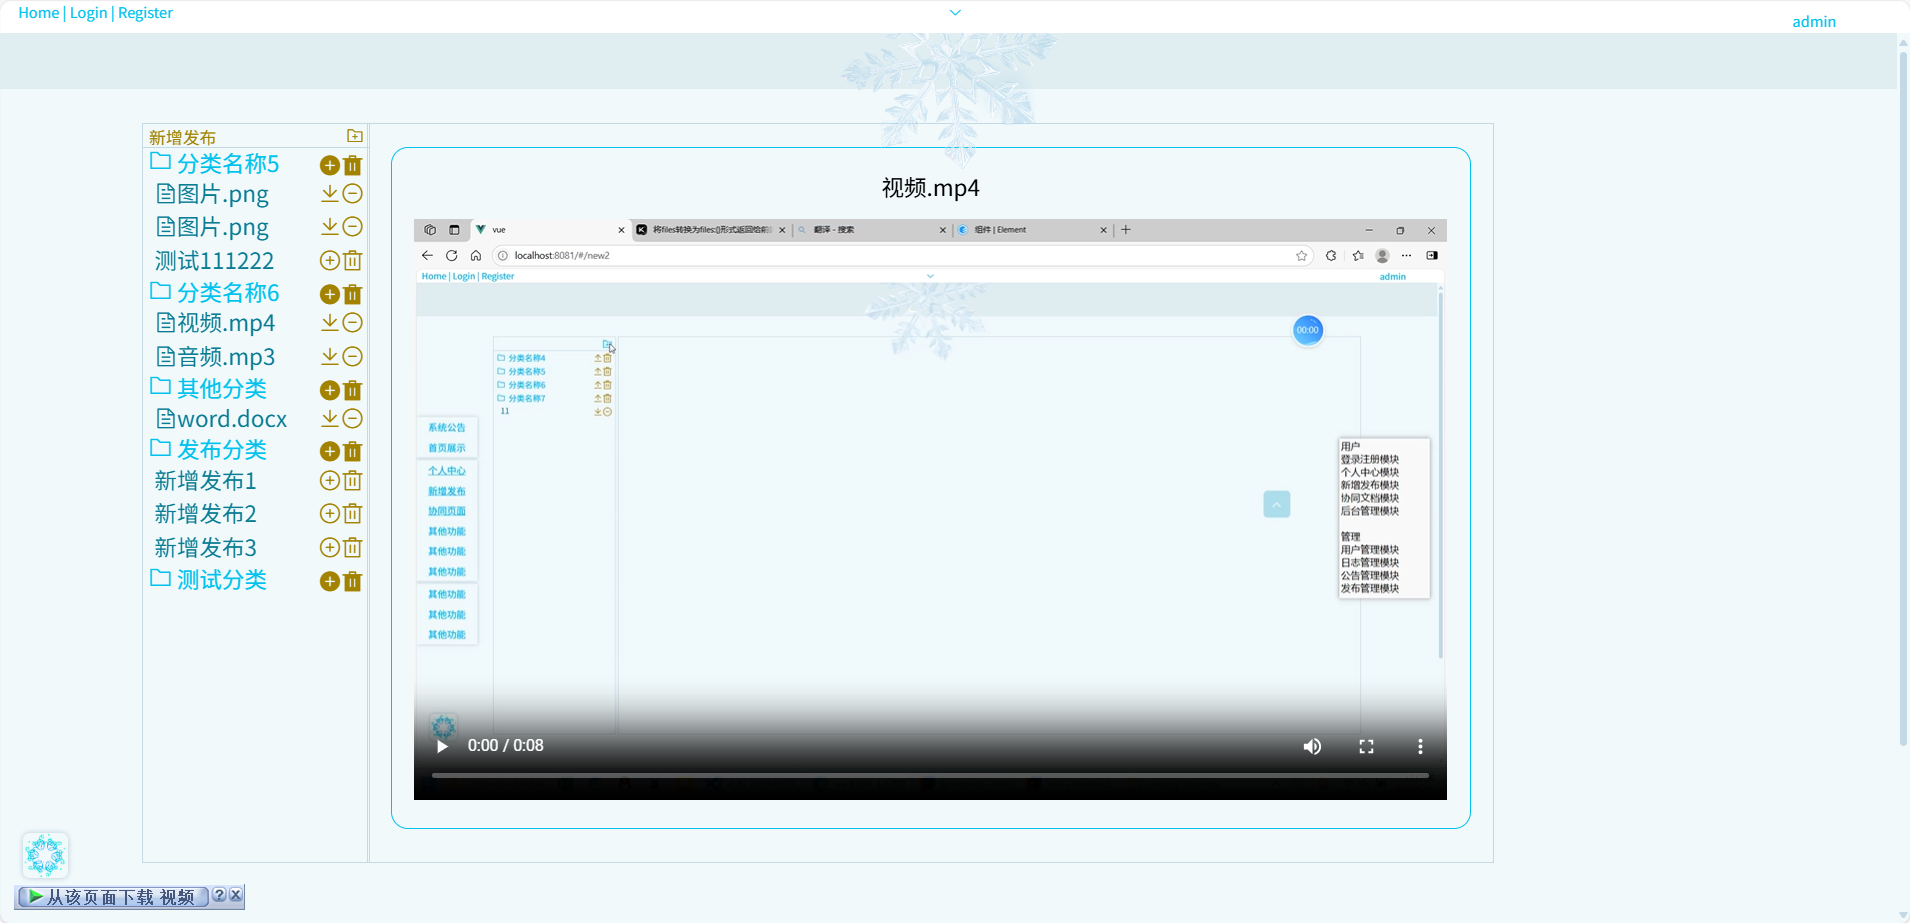 Home | Login | Register
admin
新增发布
分类名称5
图片.png
图片.png
测试111222
分类名称6
视频.mp4
音频.mp3
其他分类
word.docx
发布分类
新增发布1
新增发布2
新增发布3
测试分类
视频.mp4
vue
将files转换为files:[]形式返回给前
翻译 - 搜索
组件 | Element
localhost:8081/#/new2
Home | Login | Register
admin
00:00
分类名称4
分类名称5
分类名称6
分类名称7
11
系统公告
首页展示
个人中心
新增发布
协同页面
其他功能
其他功能
其他功能
其他功能
其他功能
其他功能
用户
登录注册模块
个人中心模块
新增发布模块
协同文档模块
后台管理模块
管理
用户管理模块
日志管理模块
公告管理模块
发布管理模块
0:00 / 0:08
从该页面下载 视频